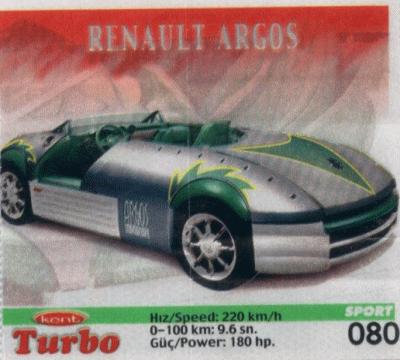 RENAULT ARGOS
ARGOS
kent
Turbo
Hız/Speed: 220 km/h
0-100 km: 9.6 sn.
Güç/Power: 180 hp.
SPORT
080